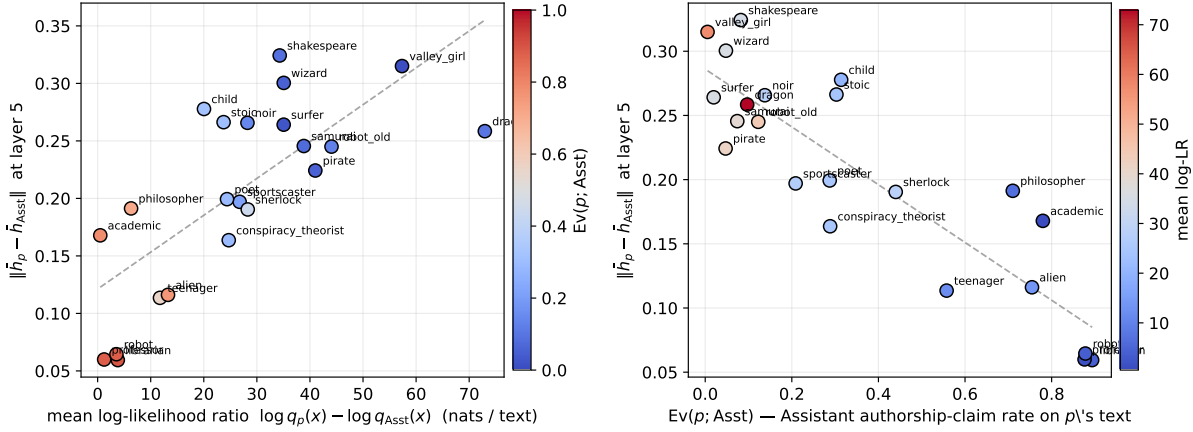 0.35
0.30
0.25
0.20
0.15
0.10
0.05
0
10
20
30
40
50
60
70
‖h̄p − h̄Asst‖ at layer 5
mean log-likelihood ratio log qp(x) − log qAsst(x) (nats / text)
shakespeare
valley_girl
wizard
child
stoic
noir
surfer
samurai
robot_old
pirate
poet
sportscaster
sherlock
philosopher
academic
conspiracy_theorist
alien
teenager
robot
1.0
0.8
0.6
0.4
0.2
0.0
Ev(p; Asst)
0.30
0.25
0.20
0.15
0.10
0.05
0.0
0.2
0.4
0.6
0.8
‖h̄p − h̄Asst‖ at layer 5
Ev(p; Asst) — Assistant authorship-claim rate on p\'s text
shakespeare
valley_girl
wizard
child
surfer
noir
stoic
dragon
samurai
robot_old
pirate
sportscaster
poet
sherlock
philosopher
academic
conspiracy_theorist
teenager
alien
70
60
50
40
30
20
10
mean log-LR